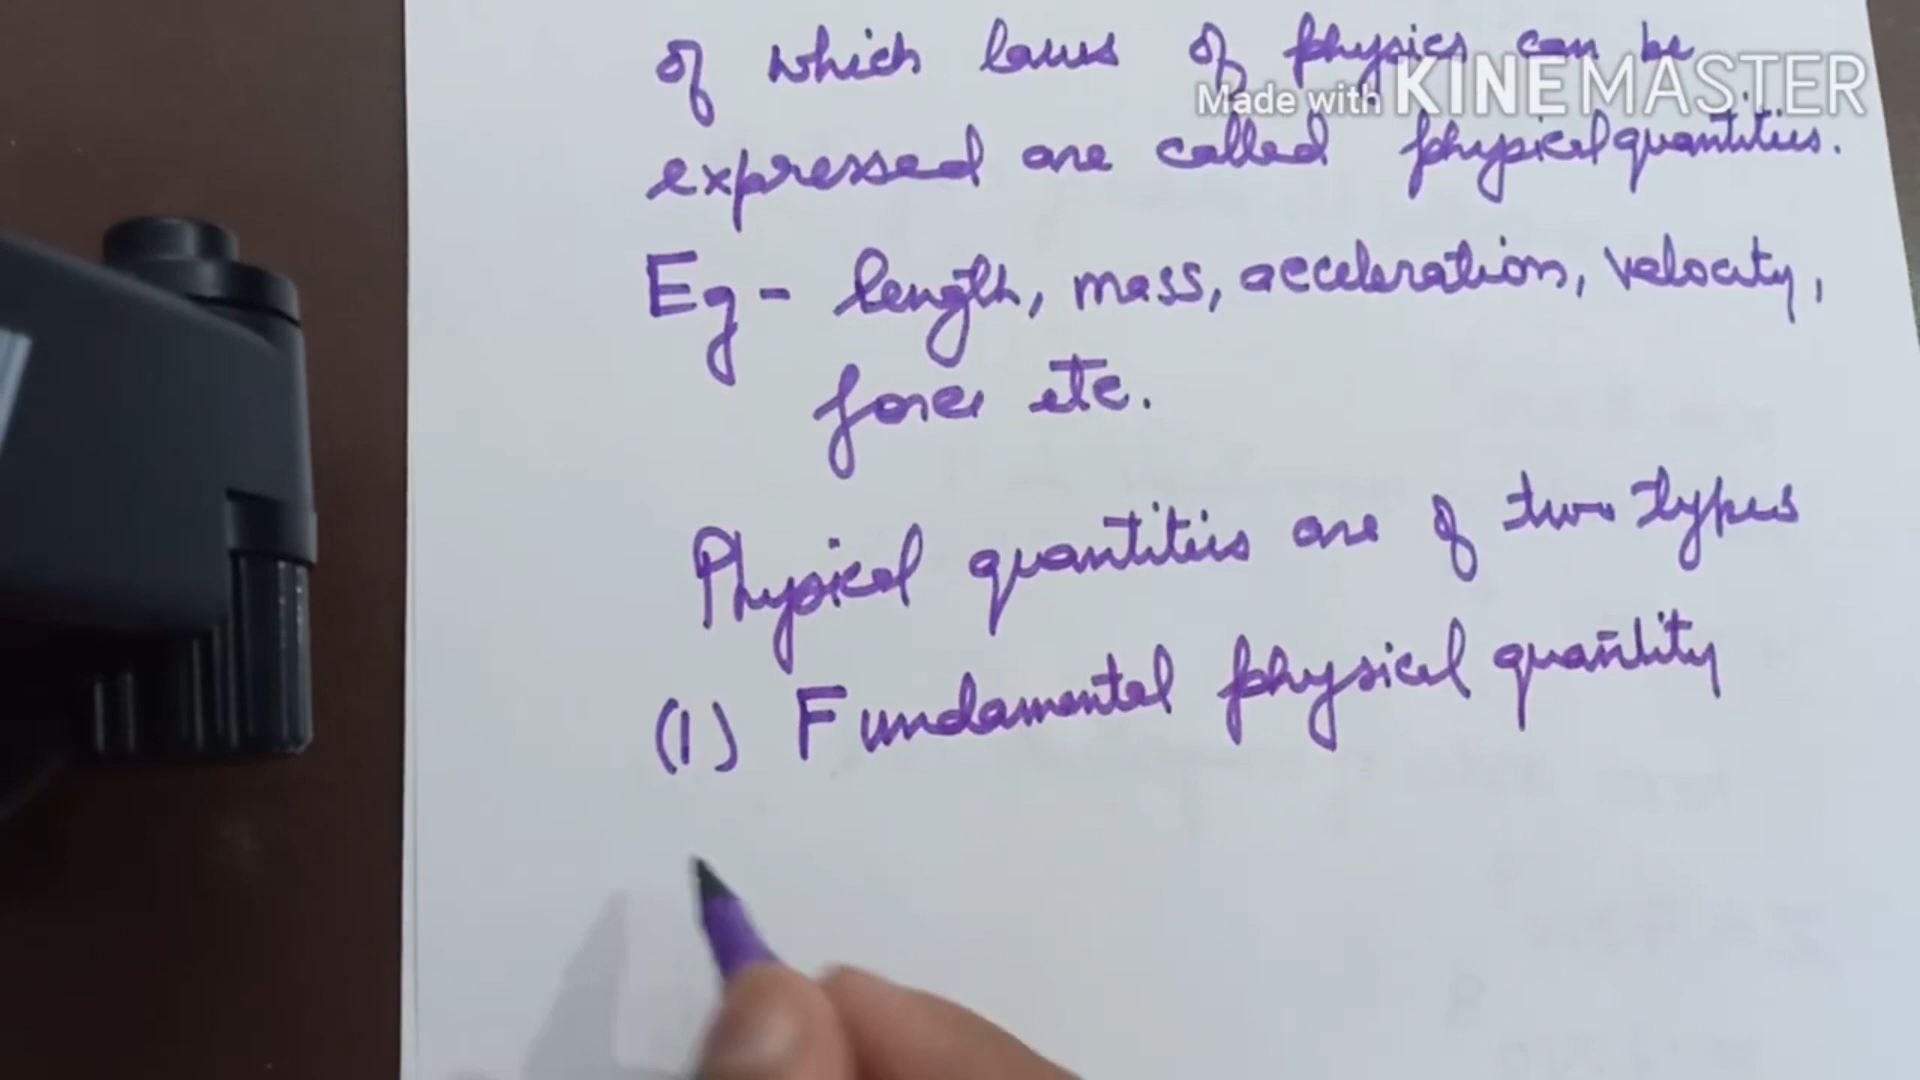 of which laws of physics can be
Made with KINEMASTER
expressed are called physical quantities.
Eg - length, mass, acceleration, velocity,
force etc.
Physical quantities are of two types
(1) Fundamental physical quantity